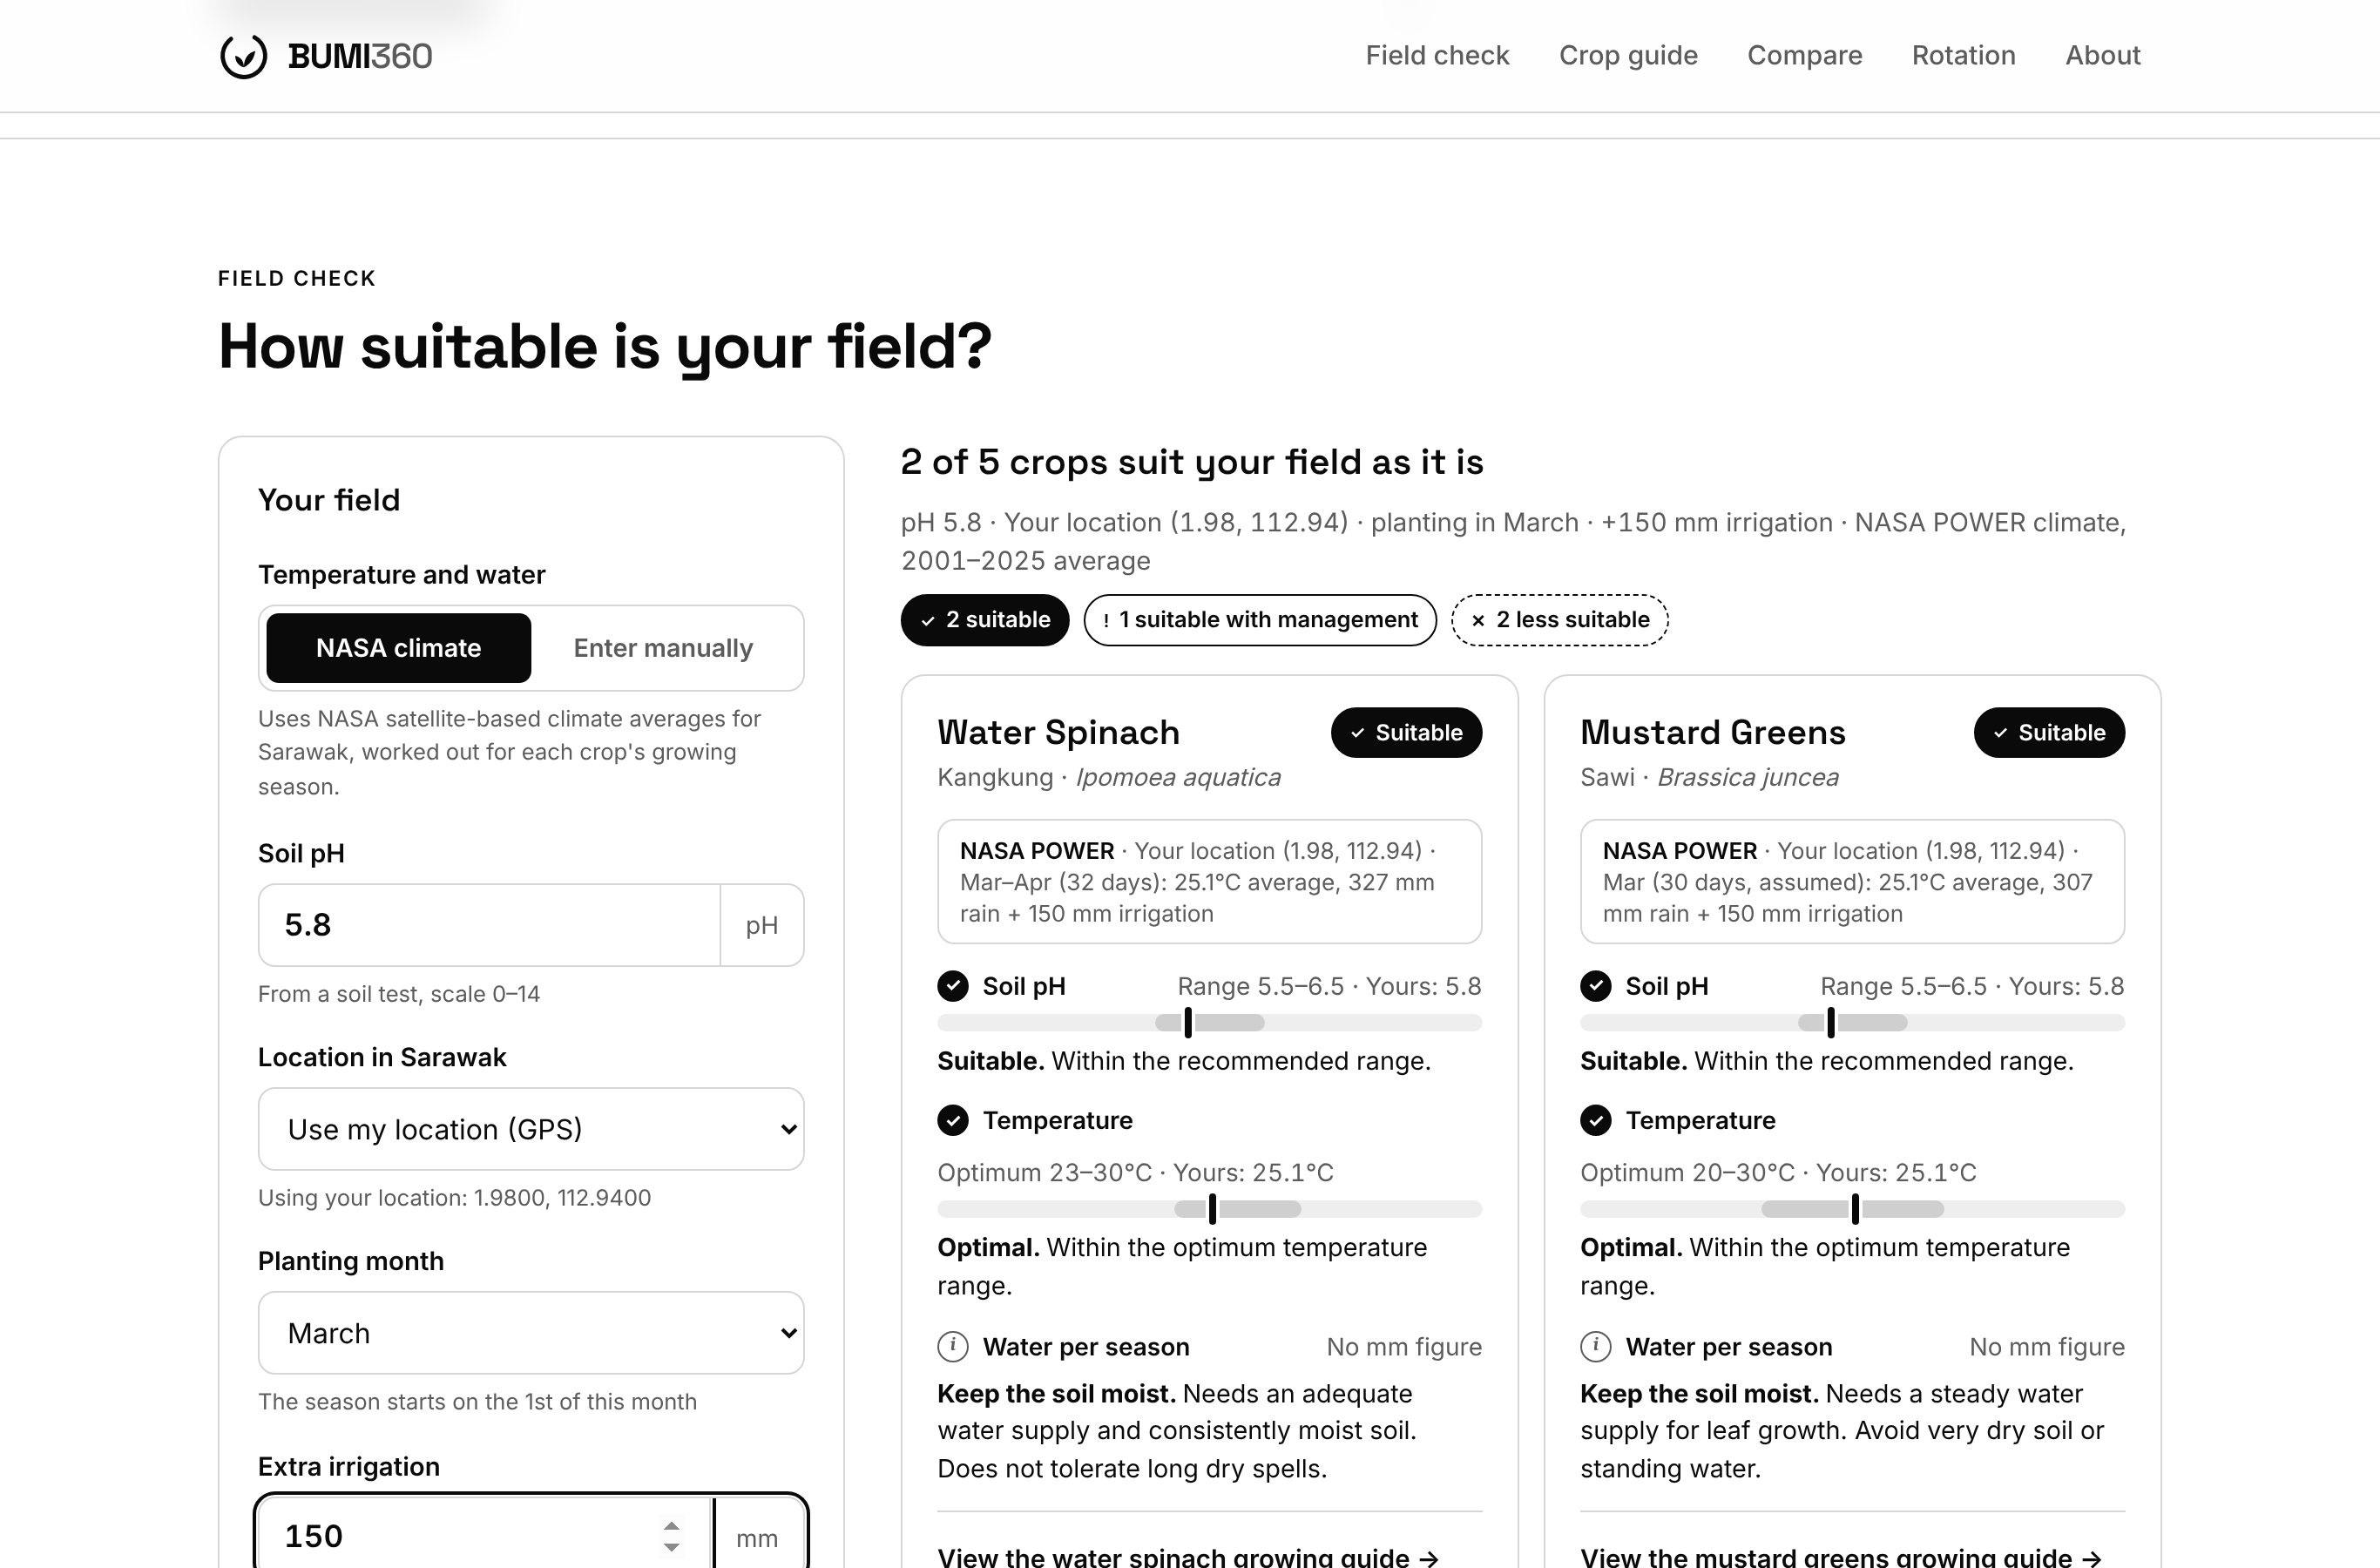 BUMI360
Field check
Crop guide
Compare
Rotation
About
FIELD CHECK
How suitable is your field?
Your field
Temperature and water
NASA climate
Enter manually
Uses NASA satellite-based climate averages for
Sarawak, worked out for each crop's growing
season.
Soil pH
5.8
pH
From a soil test, scale 0–14
Location in Sarawak
Use my location (GPS)
Using your location: 1.9800, 112.9400
Planting month
March
The season starts on the 1st of this month
Extra irrigation
150
mm
2 of 5 crops suit your field as it is
pH 5.8 · Your location (1.98, 112.94) · planting in March · +150 mm irrigation · NASA POWER climate,
2001–2025 average
✓ 2 suitable
! 1 suitable with management
× 2 less suitable
Water Spinach
✓ Suitable
Kangkung · Ipomoea aquatica
NASA POWER · Your location (1.98, 112.94) ·
Mar–Apr (32 days): 25.1°C average, 327 mm
rain + 150 mm irrigation
Soil pH
Range 5.5–6.5 · Yours: 5.8
Suitable. Within the recommended range.
Temperature
Optimum 23–30°C · Yours: 25.1°C
Optimal. Within the optimum temperature
range.
Water per season
No mm figure
Keep the soil moist. Needs an adequate
water supply and consistently moist soil.
Does not tolerate long dry spells.
View the water spinach growing guide →
Mustard Greens
✓ Suitable
Sawi · Brassica juncea
NASA POWER · Your location (1.98, 112.94) ·
Mar (30 days, assumed): 25.1°C average, 307
mm rain + 150 mm irrigation
Soil pH
Range 5.5–6.5 · Yours: 5.8
Suitable. Within the recommended range.
Temperature
Optimum 20–30°C · Yours: 25.1°C
Optimal. Within the optimum temperature
range.
Water per season
No mm figure
Keep the soil moist. Needs a steady water
supply for leaf growth. Avoid very dry soil or
standing water.
View the mustard greens growing guide →